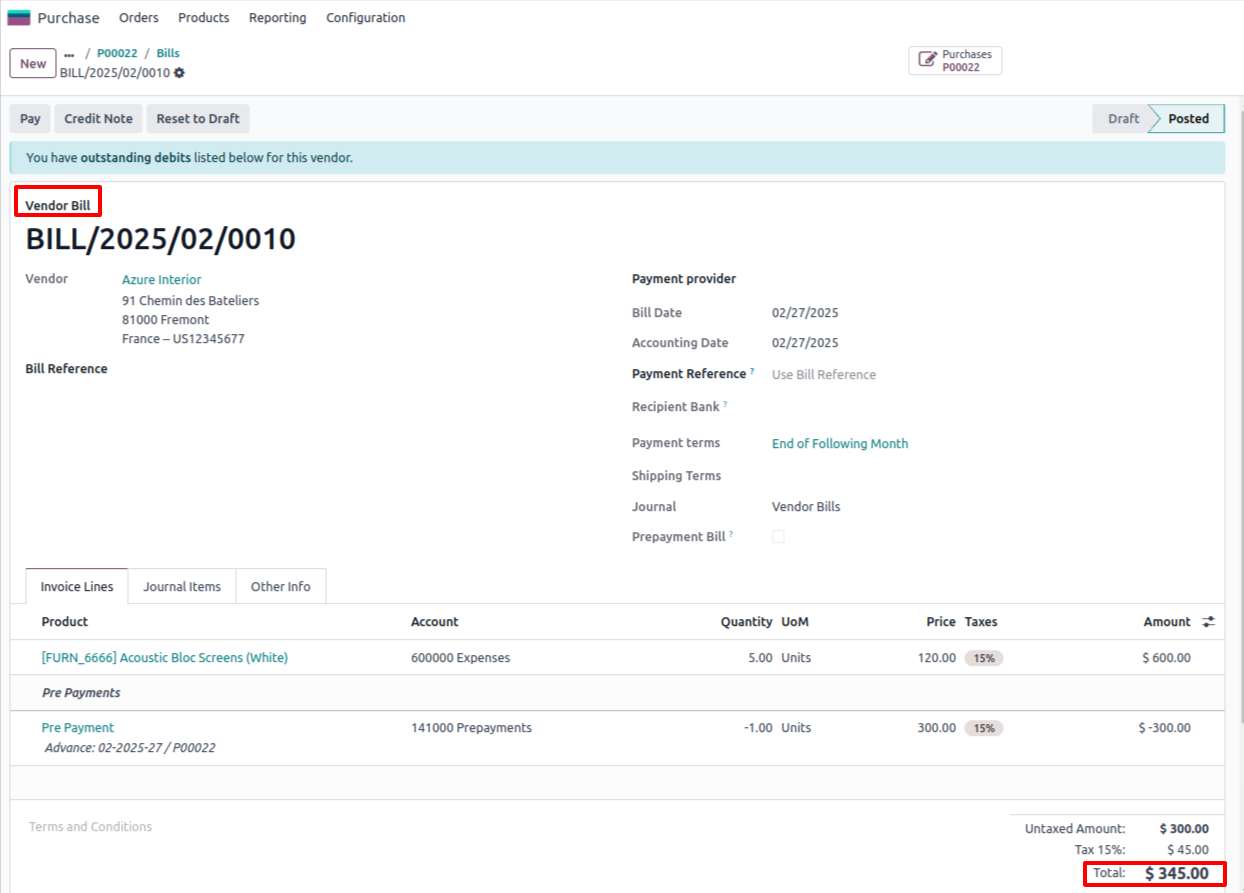 Purchase Orders Products Reporting Configuration
New ... / P00022 / Bills
BILL/2025/02/0010
Purchases
P00022
Pay Credit Note Reset to Draft Draft Posted
You have outstanding debits listed below for this vendor.
Vendor Bill
BILL/2025/02/0010
Vendor Azure Interior
91 Chemin des Bateliers
81000 Fremont
France – US12345677
Bill Reference
Payment provider
Bill Date 02/27/2025
Accounting Date 02/27/2025
Payment Reference ? Use Bill Reference
Recipient Bank ?
Payment terms End of Following Month
Shipping Terms
Journal Vendor Bills
Prepayment Bill ?
Invoice Lines Journal Items Other Info
Product Account Quantity UoM Price Taxes Amount
[FURN_6666] Acoustic Bloc Screens (White) 600000 Expenses 5.00 Units 120.00 15% $ 600.00
Pre Payments
Pre Payment 141000 Prepayments -1.00 Units 300.00 15% $ -300.00
Advance: 02-2025-27 / P00022
Terms and Conditions
Untaxed Amount: $ 300.00
Tax 15%: $ 45.00
Total: $ 345.00